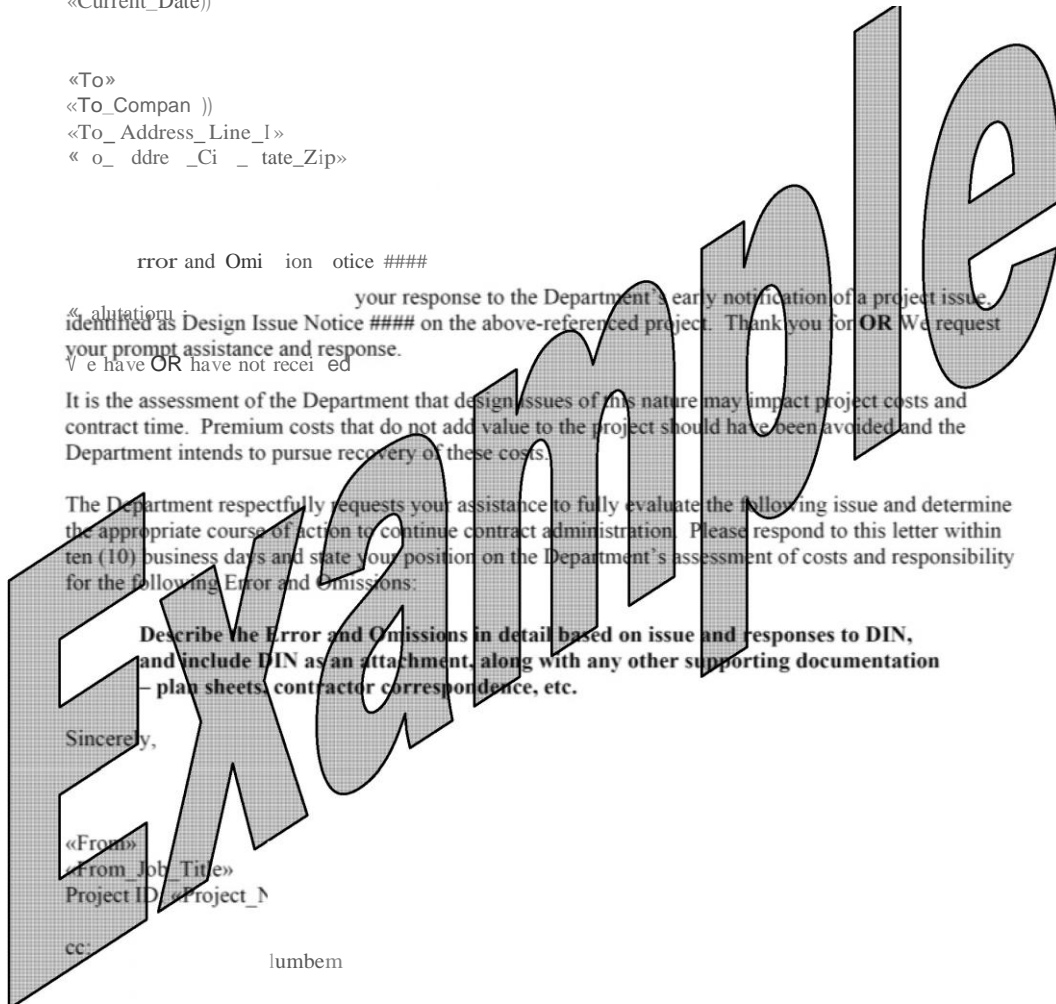 «Current_Date))
«To»
«To_Compan ))
«To_ Address_Line_I»
« o_ ddre _Ci _ tate_Zip»
rror and Omi ion otice ####
« alutatioru :
your response to the Department's early notification of a project issue,
identified as Design Issue Notice #### on the above-referenced project. Thank you for OR We request
your prompt assistance and response.
e have OR have not recei ed
It is the assessment of the Department that design issues of this nature may impact project costs and
contract time. Premium costs that do not add value to the project should have been avoided and the
Department intends to pursue recovery of these costs.
The Department respectfully requests your assistance to fully evaluate the following issue and determine
the appropriate course of action to continue contract administration. Please respond to this letter within
ten (10) business days and state your position on the Department's assessment of costs and responsibility
for the following Error and Omissions:
Describe the Error and Omissions in detail based on issue and responses to DIN,
and include DIN as an attachment, along with any other supporting documentation
– plan sheets, contractor correspondence, etc.
Sincerely,
«From»
«From_Job_Title»
Project ID: «Project_N
cc:
lumbem
Example